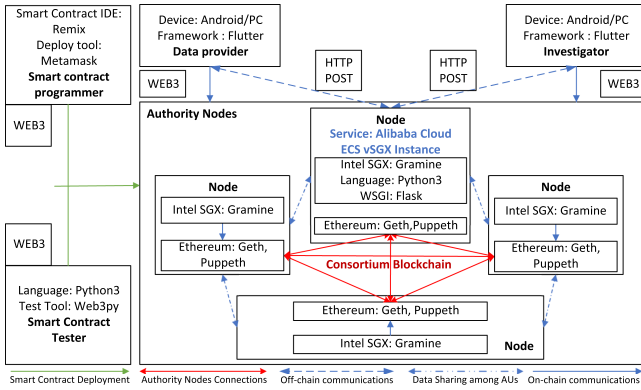 Smart Contract IDE:
Remix
Deploy tool:
Metamask
Smart contract
programmer
WEB3
WEB3
Language: Python3
Test Tool: Web3py
Smart Contract
Tester
Device: Android/PC
Framework : Flutter
Data provider
WEB3
HTTP
POST
HTTP
POST
Device: Android/PC
Framework : Flutter
Investigator
WEB3
Authority Nodes
Node
Service: Alibaba Cloud
ECS vSGX Instance
Intel SGX: Gramine
Language: Python3
WSGI: Flask
Ethereum: Geth,Puppeth
Node
Intel SGX: Gramine
Ethereum: Geth,
Puppeth
Node
Intel SGX: Gramine
Ethereum: Geth,
Puppeth
Consortium Blockchain
Ethereum: Geth, Puppeth
Intel SGX: Gramine
Node
Smart Contract Deployment
Authority Nodes Connections
Off-chain communications
Data Sharing among AUs
On-chain communications